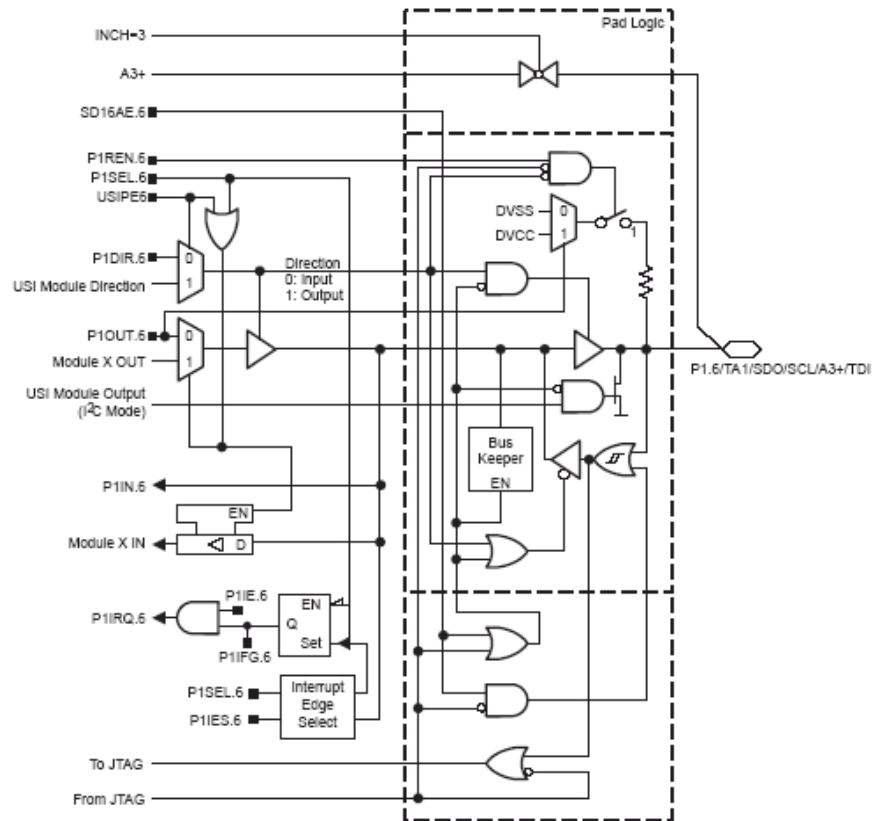 Pad Logic
INCH=3
A3+
SD16AE.6
P1REN.6
P1SEL.6
USIPE6
DVSS
0
DVCC
1
1
P1DIR.6
0
USI Module Direction
1
Direction
0: Input
1: Output
P1OUT.6
0
Module X OUT
1
P1.6/TA1/SDO/SCL/A3+/TDI
USI Module Output
(I²C Mode)
Bus
Keeper
EN
P1IN.6
EN
Module X IN
D
P1IE.6
P1IRQ.6
EN
Q
Set
P1IFG.6
P1SEL.6
P1IES.6
Interrupt
Edge
Select
To JTAG
From JTAG